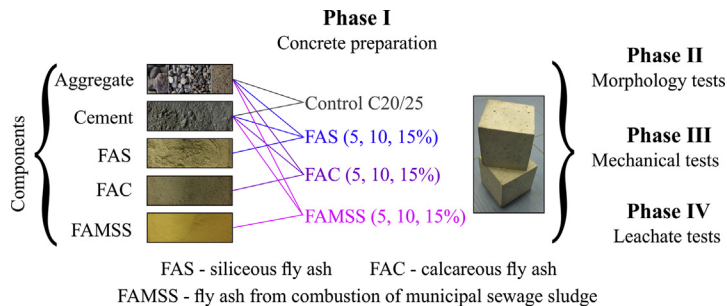 Phase I
Concrete preparation
Components
Aggregate
Cement
FAS
FAC
FAMSS
Control C20/25
FAS (5, 10, 15%)
FAC (5, 10, 15%)
FAMSS (5, 10, 15%)
Phase II
Morphology tests
Phase III
Mechanical tests
Phase IV
Leachate tests
FAS - siliceous fly ash FAC - calcareous fly ash
FAMSS - fly ash from combustion of municipal sewage sludge